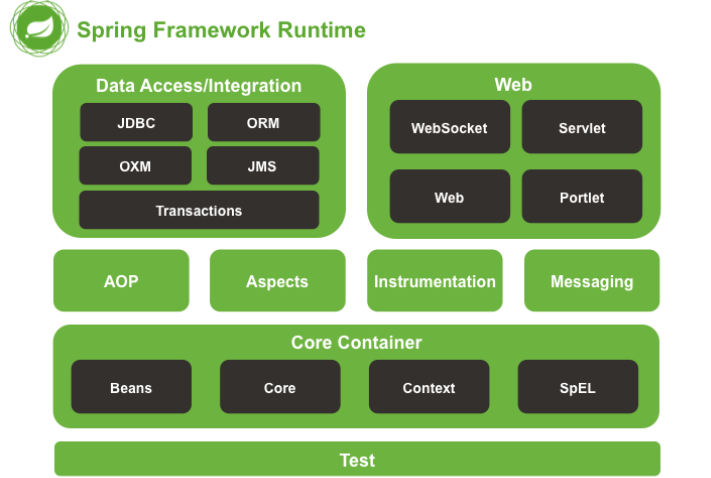 Spring Framework Runtime
Data Access/Integration
JDBC
ORM
OXM
JMS
Transactions
Web
WebSocket
Servlet
Web
Portlet
AOP
Aspects
Instrumentation
Messaging
Core Container
Beans
Core
Context
SpEL
Test